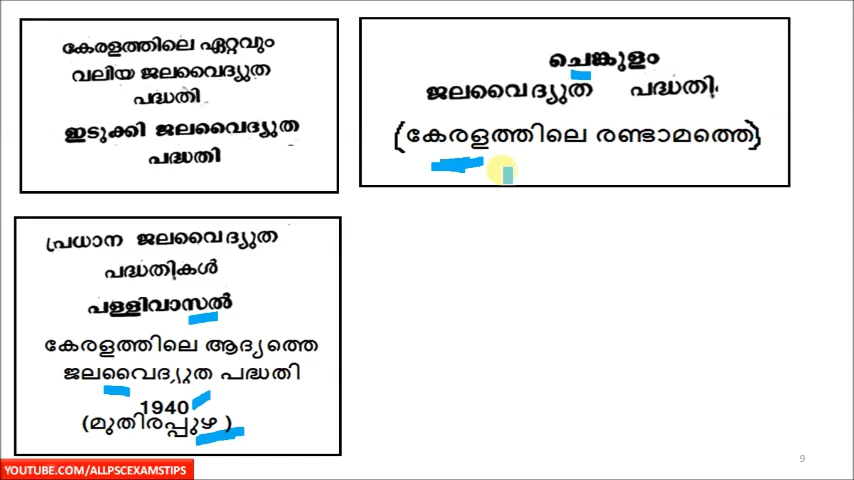 കേരളത്തിലെ ഏറ്റവും
വലിയ ജലവൈദ്യുത
പദ്ധതി
ഇടുക്കി ജലവൈദ്യുത
പദ്ധതി
ചെങ്കുളം
ജലവൈദ്യുത പദ്ധതി
(കേരളത്തിലെ രണ്ടാമത്തെ)
പ്രധാന ജലവൈദ്യുത
പദ്ധതികൾ
പള്ളിവാസൽ
കേരളത്തിലെ ആദ്യത്തെ
ജലവൈദ്യുത പദ്ധതി
1940
(മുതിരപ്പുഴ)
9
YOUTUBE.COM/ALLPSCEXAMSTIPS